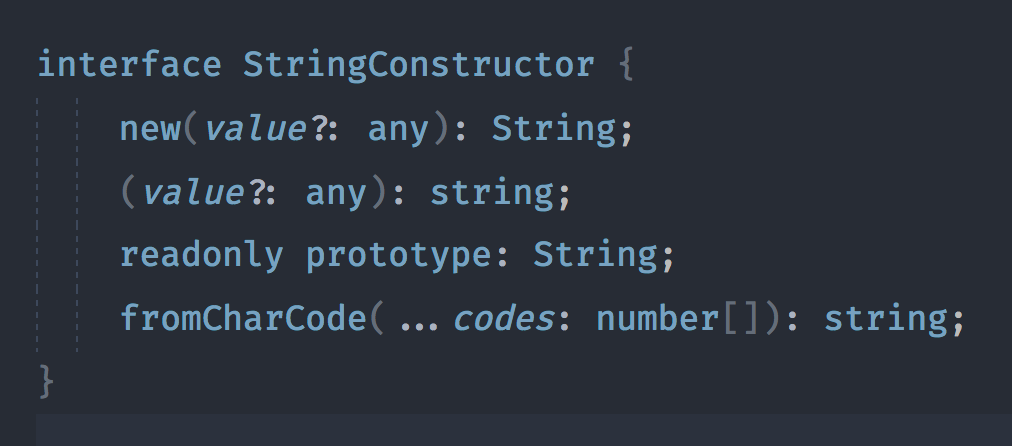 interface StringConstructor {
    new(value?: any): String;
    (value?: any): string;
    readonly prototype: String;
    fromCharCode(...codes: number[]): string;
}